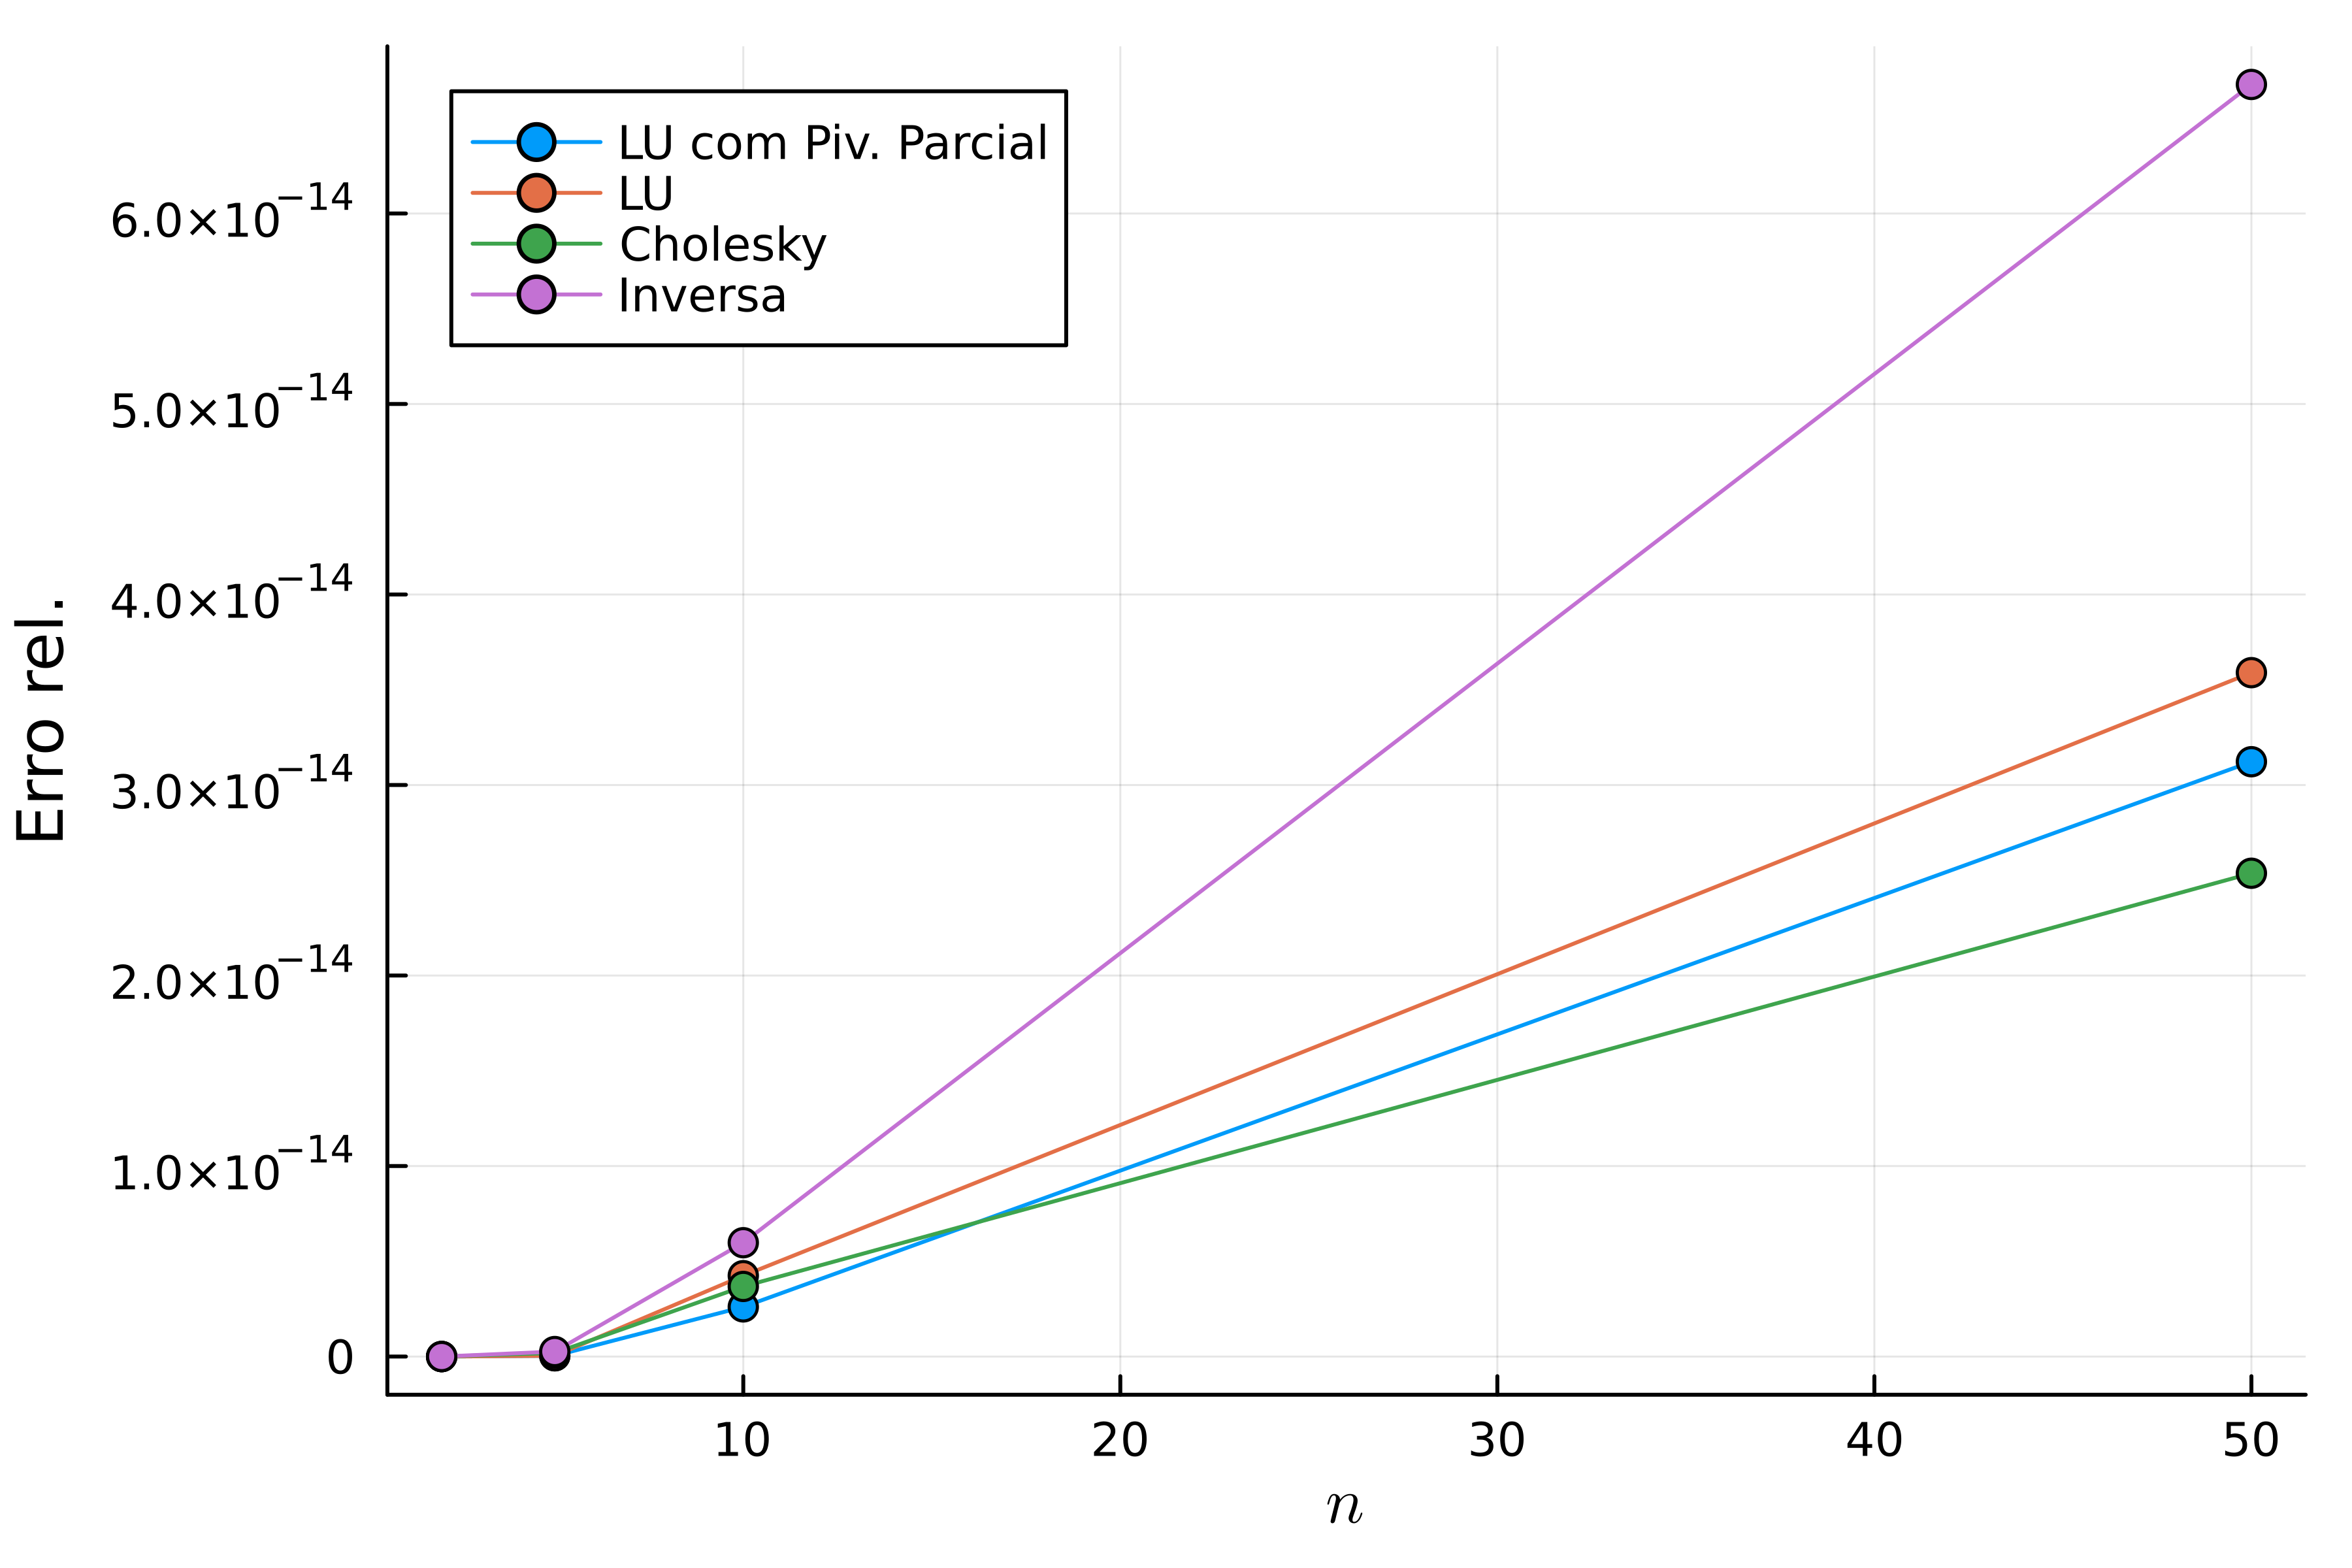 LU com Piv. Parcial
LU
Cholesky
Inversa
6.0×10⁻¹⁴
5.0×10⁻¹⁴
4.0×10⁻¹⁴
3.0×10⁻¹⁴
2.0×10⁻¹⁴
1.0×10⁻¹⁴
0
Erro rel.
10 20 30 40 50
n